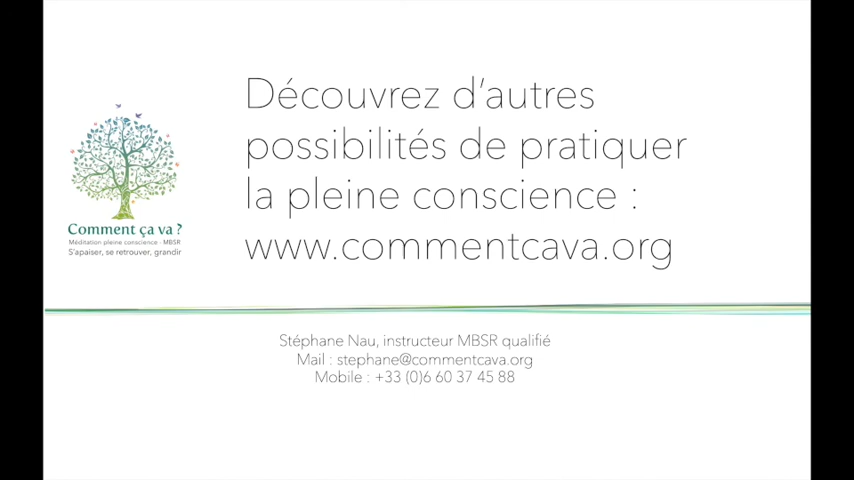 Découvrez d'autres
possibilités de pratiquer
la pleine conscience :
www.commentcava.org
Comment ça va ?
Méditation pleine conscience - MBSR
S'apaiser, se retrouver, grandir
Stéphane Nau, instructeur MBSR qualifié
Mail : stephane@commentcava.org
Mobile : +33 (0)6 60 37 45 88